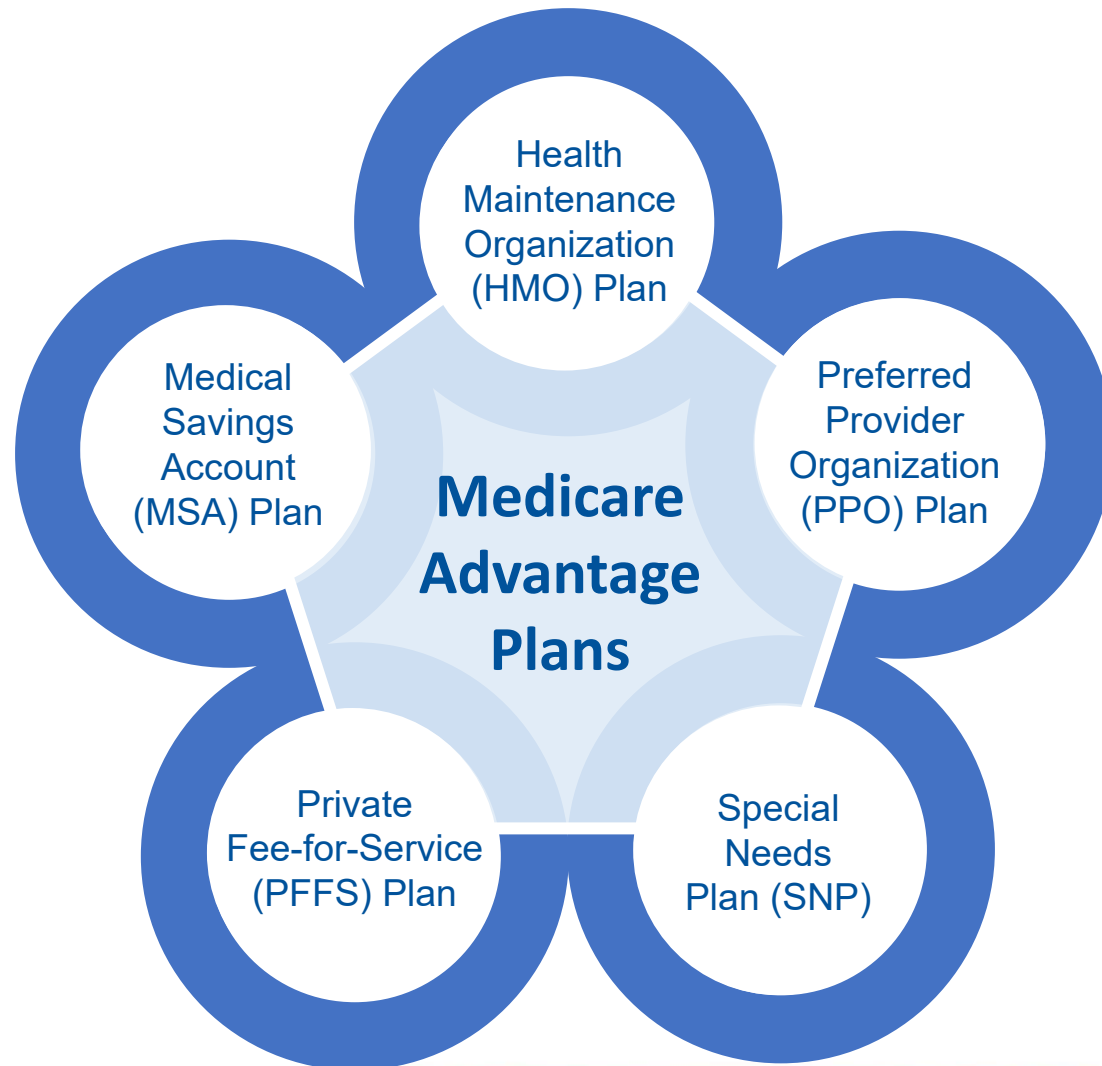 Health
Maintenance
Organization
(HMO) Plan
Preferred
Provider
Organization
(PPO) Plan
Medical
Savings
Account
(MSA) Plan
Medicare
Advantage
Plans
Private
Fee-for-Service
(PFFS) Plan
Special
Needs
Plan (SNP)